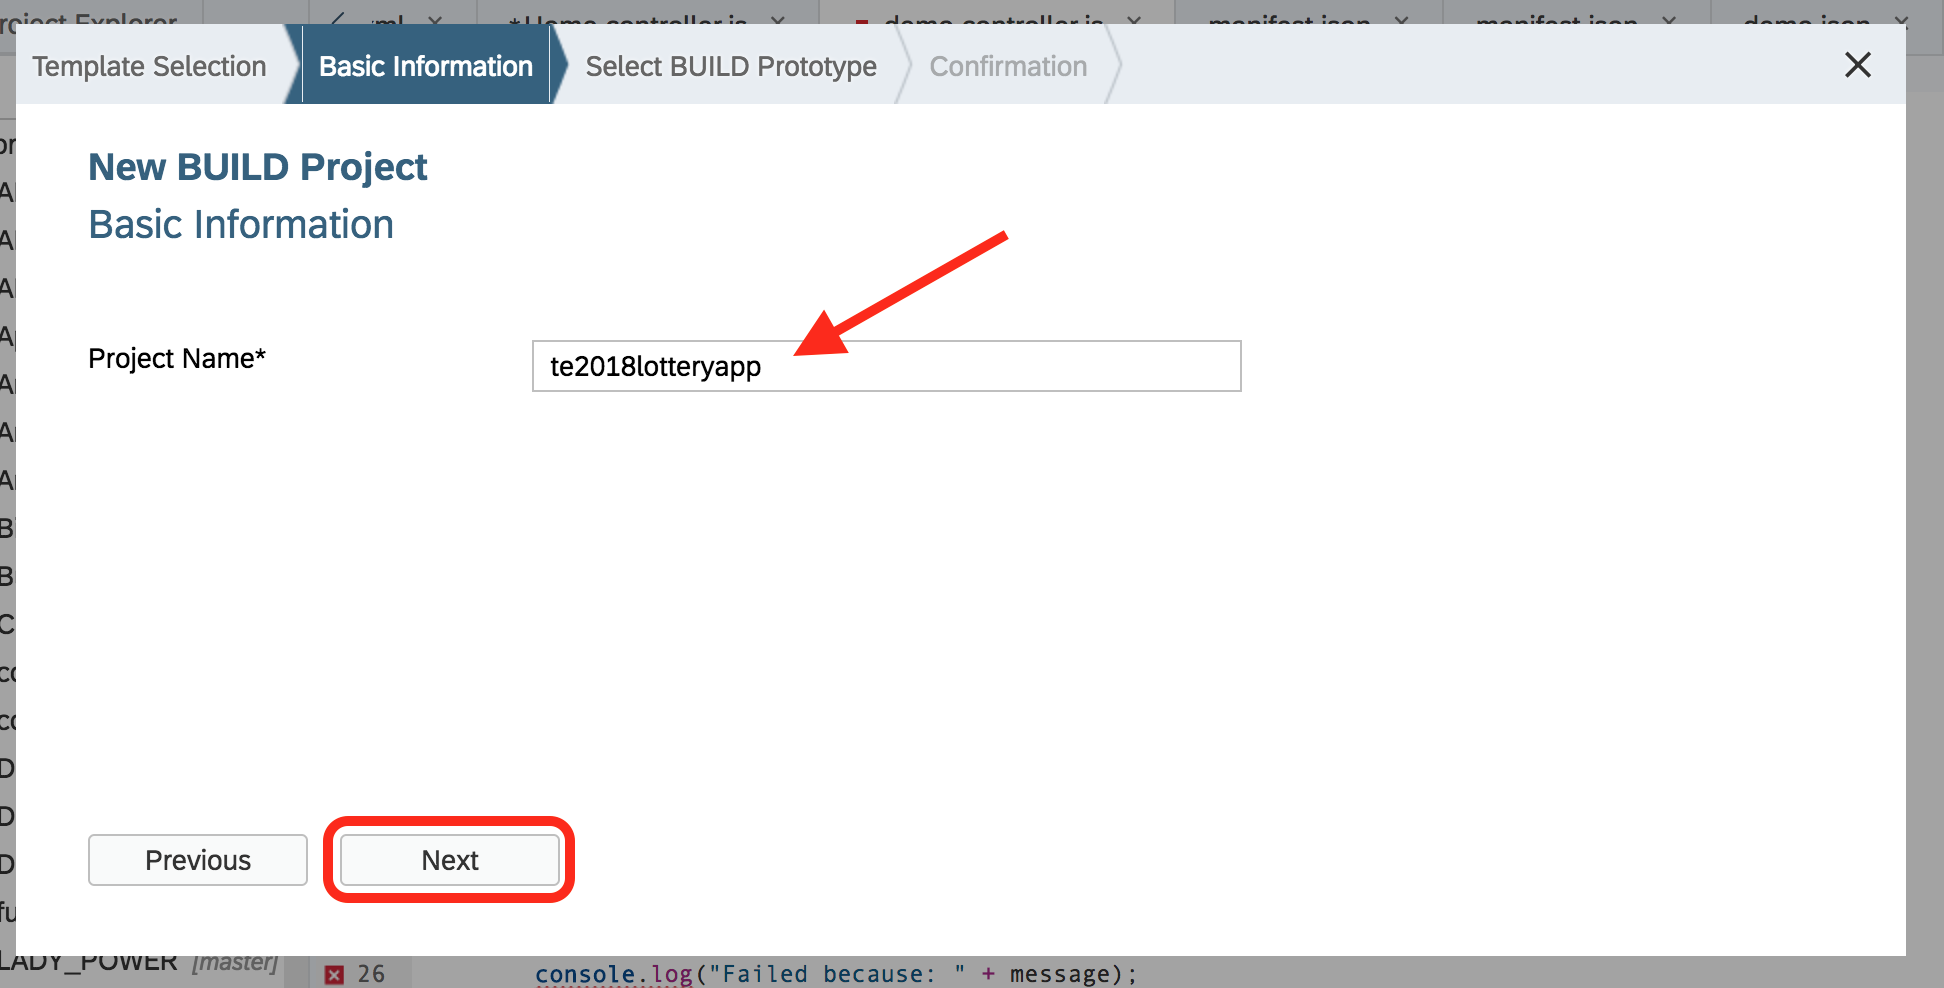 Template Selection
Basic Information
Select BUILD Prototype
Confirmation
New BUILD Project
Basic Information
Project Name*
te2018lotteryapp
Previous
Next
LADY_POWER [master]
26 console.log("Failed because: " + message);